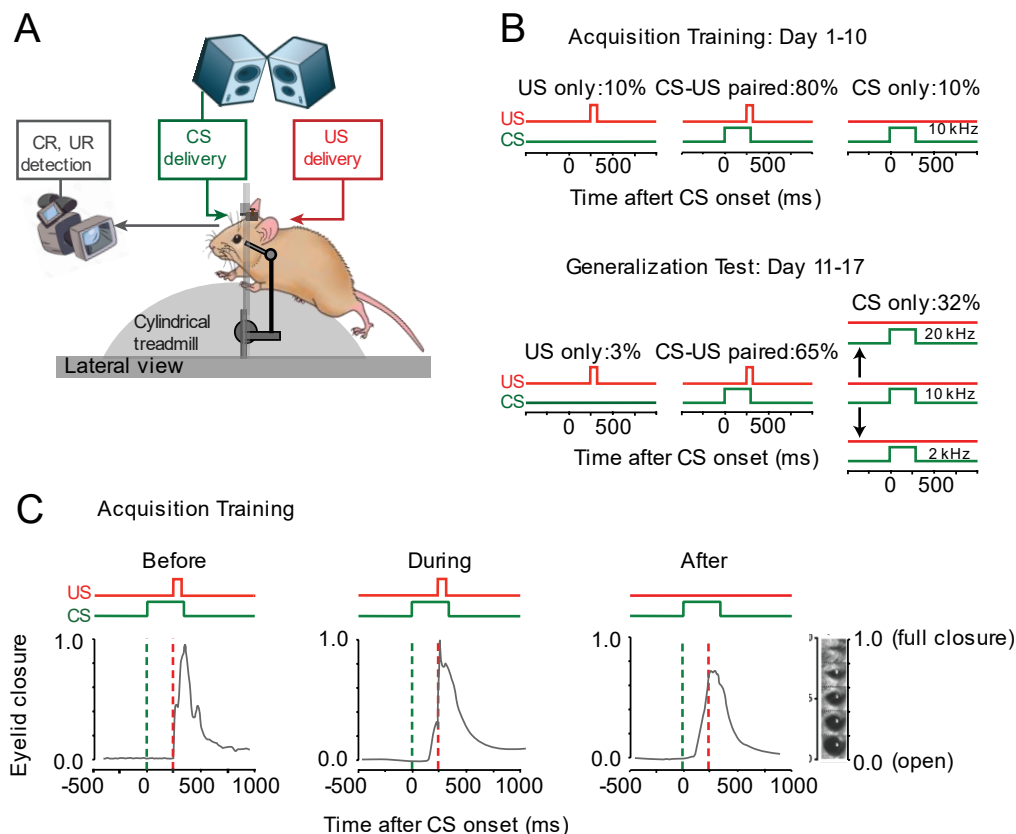 A
CR, UR
detection
CS
delivery
US
delivery
Cylindrical
treadmill
Lateral view
B
Acquisition Training: Day 1-10
US only:10% CS-US paired:80% CS only:10%
US
CS
10 kHz
0 500 0 500 0 500
Time aftert CS onset (ms)
Generalization Test: Day 11-17
CS only:32%
20 kHz
US only:3% CS-US paired:65%
US
CS
10 kHz
0 500 0 500
Time after CS onset (ms)
2 kHz
0 500
C
Acquisition Training
Before During After
US
CS
Eyelid closure
1.0 1.0 1.0 1.0 (full closure)
5
0.0 0.0 0.0 0.0 (open)
-500 0 500 1000 -500 0 500 1000 -500 0 500 1000
Time after CS onset (ms)